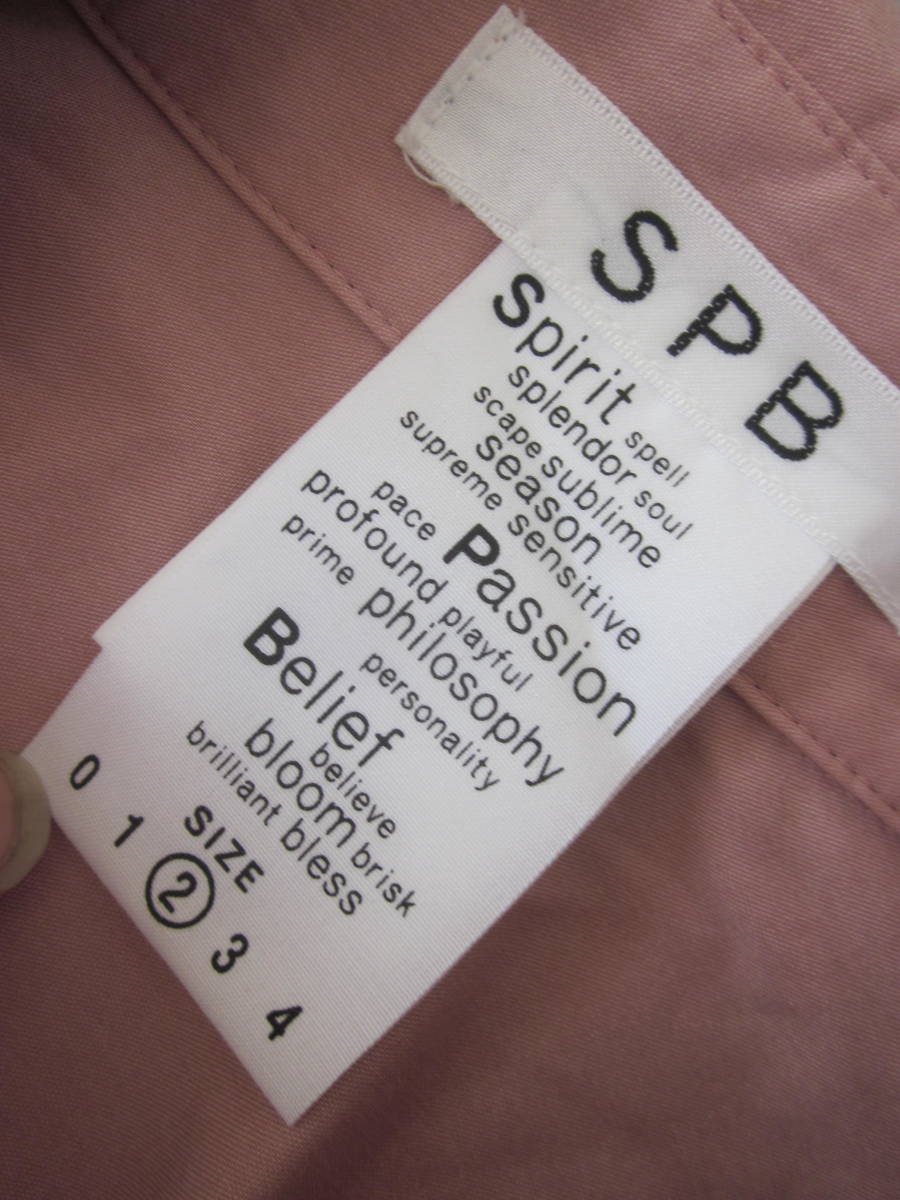 SPB
Spirit spell
splendor soul
scape sublime
season
supreme sensitive
pace Passion
profound playful
prime philosophy
personality
Belief
believe
bloom brisk
brilliant bless
SIZE
0 1 2 3 4